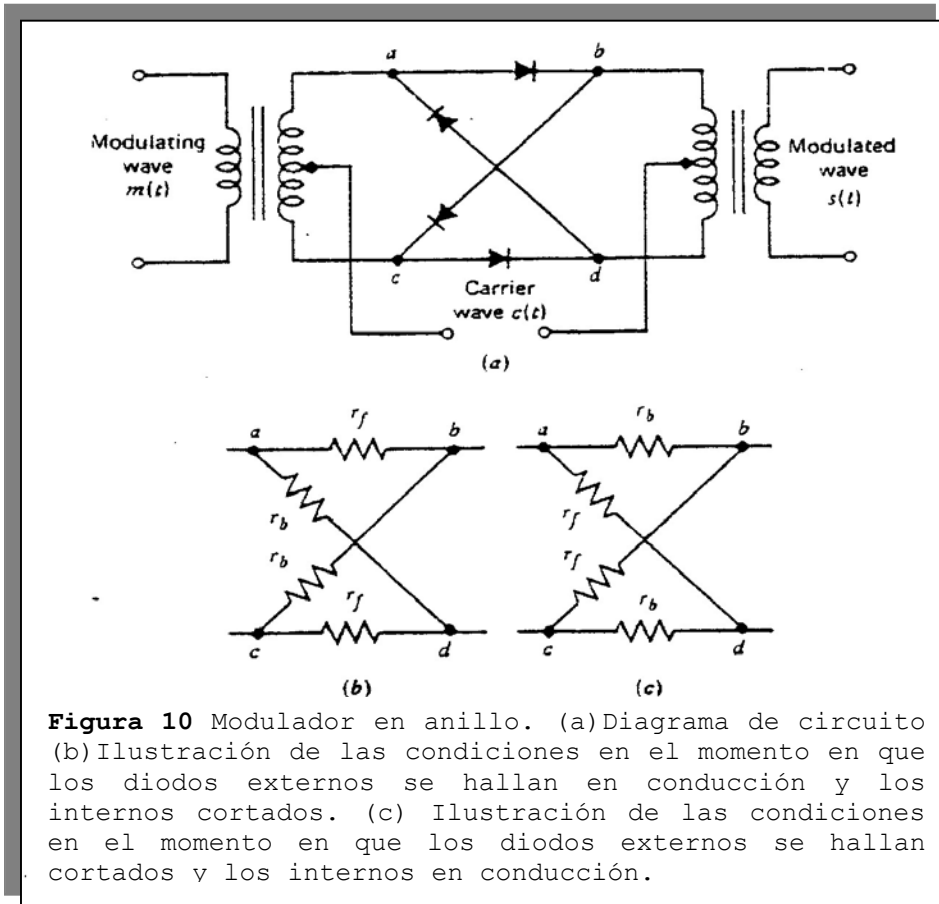 a
b
Modulating
wave
m(t)
Modulated
wave
s(t)
c
d
Carrier
wave c(t)
(a)
a
r_f
b
r_b
r_b
r_f
c
d
(b)
a
r_b
b
r_f
r_f
r_b
c
d
(c)
Figura 10 Modulador en anillo. (a)Diagrama de circuito
(b)Ilustración de las condiciones en el momento en que
los diodos externos se hallan en conducción y los
internos cortados. (c) Ilustración de las condiciones
en el momento en que los diodos externos se hallan
cortados y los internos en conducción.